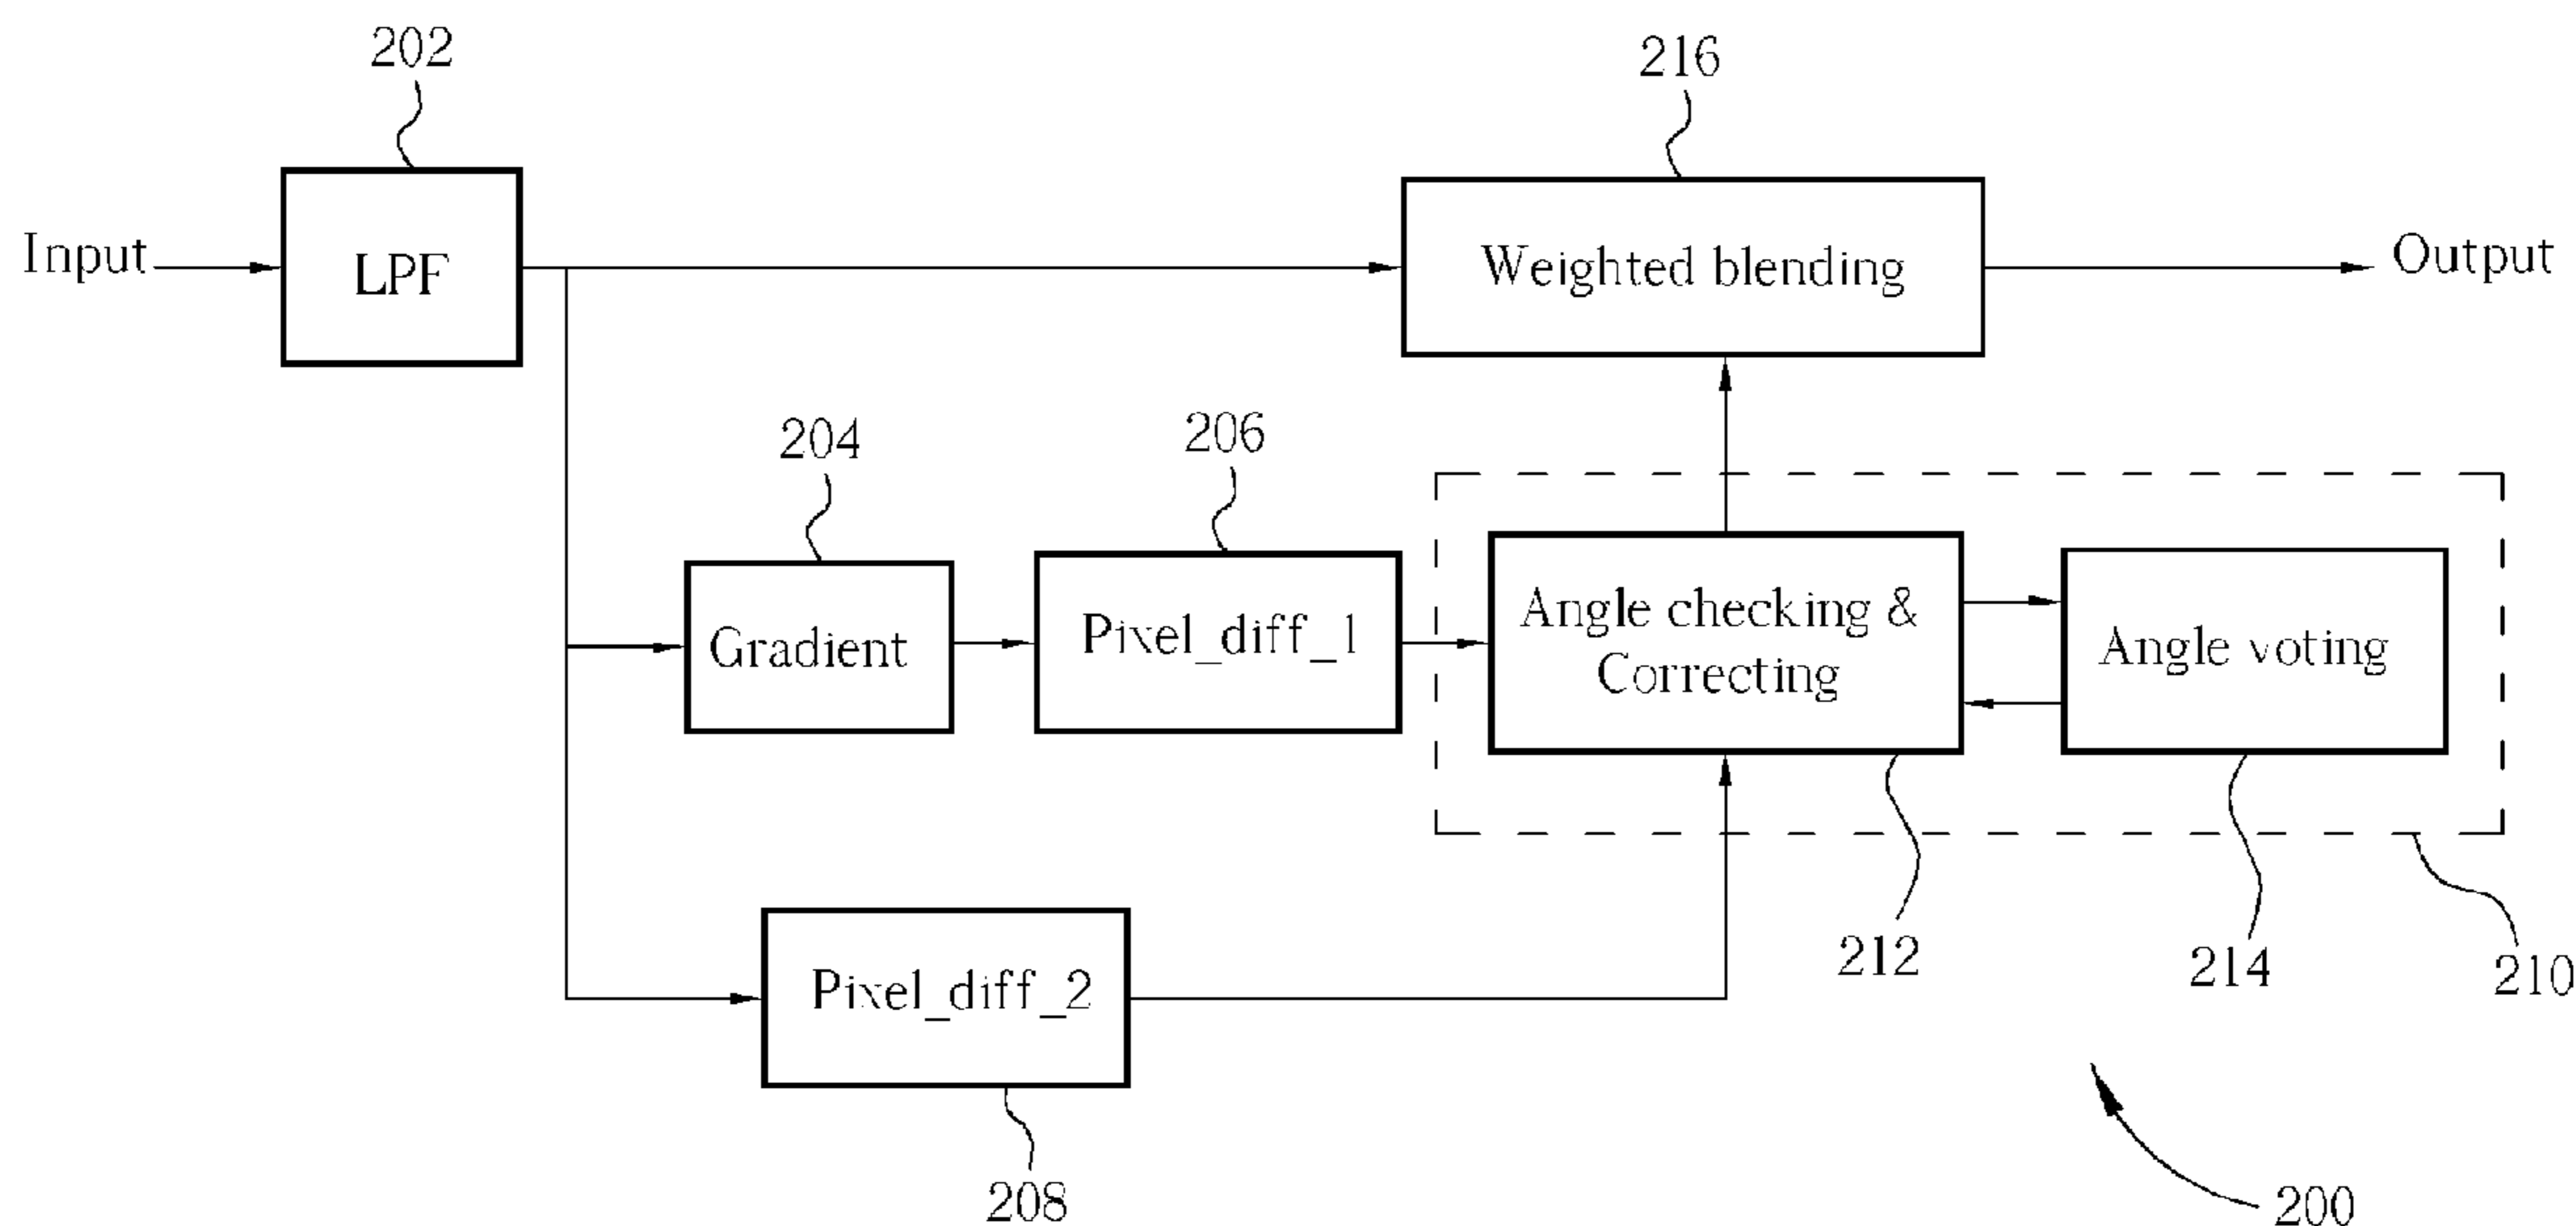 202
216
Input
LPF
Weighted blending
Output
204
206
Gradient
Pixel_diff_1
Angle checking &
Correcting
Angle voting
Pixel_diff_2
212
214
210
208
200